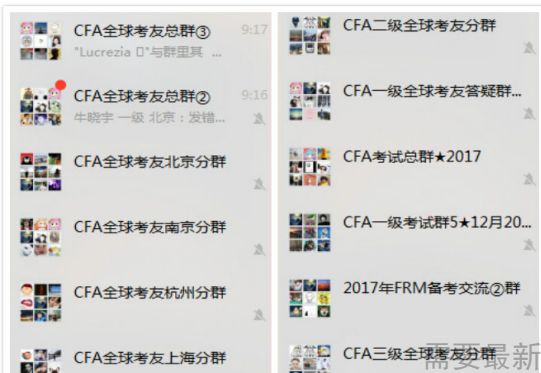 CFA全球考友总群③
9:17
"Lucrezia 与群里其 ...
CFA全球考友总群②
9:16
牛晓宇 一级 北京：发错...
CFA全球考友北京分群
CFA全球考友南京分群
CFA全球考友杭州分群
CFA全球考友上海分群
CFA二级全球考友分群
CFA一级全球考友答疑群...
CFA考试总群★2017
CFA一级考试群5★12月20...
2017年FRM备考交流②群
CFA三级全球考友分群
需要最新